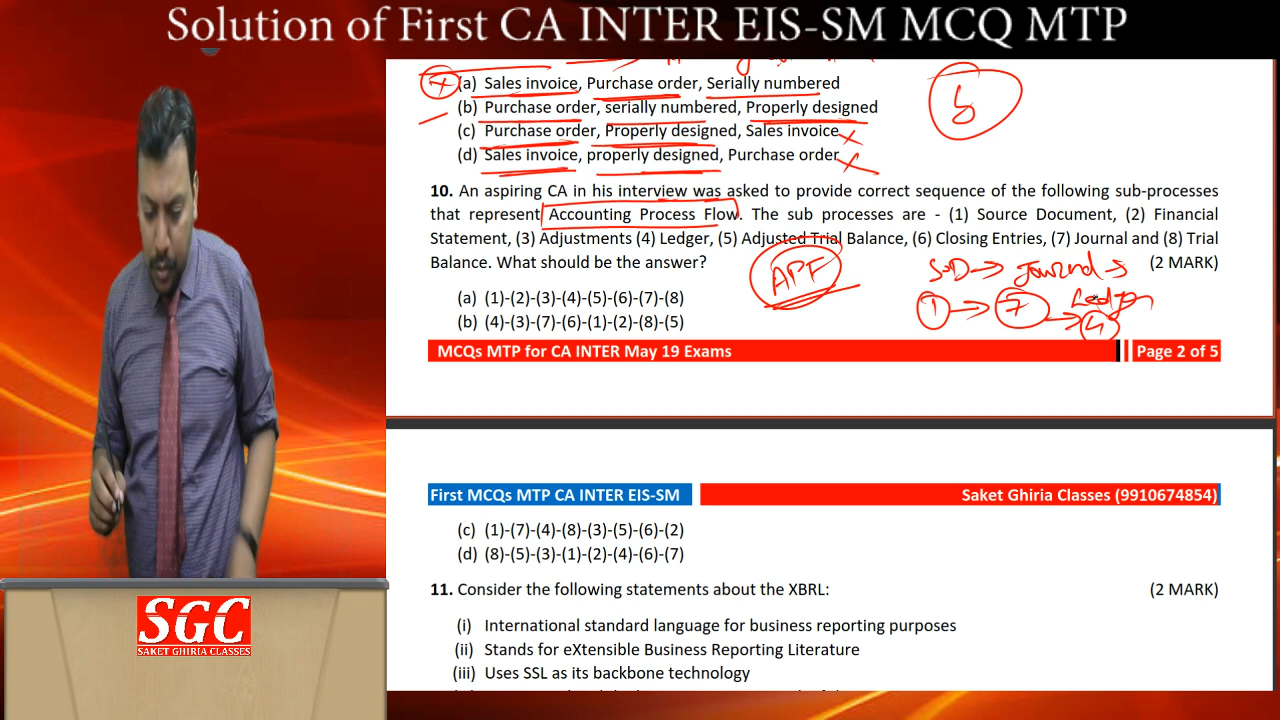 Solution of First CA INTER EIS-SM MCQ MTP
(a) Sales invoice, Purchase order, Serially numbered
(b) Purchase order, serially numbered, Properly designed
(c) Purchase order, Properly designed, Sales invoice
(d) Sales invoice, properly designed, Purchase order
b
10. An aspiring CA in his interview was asked to provide correct sequence of the following sub-processes
that represent Accounting Process Flow. The sub processes are - (1) Source Document, (2) Financial
Statement, (3) Adjustments (4) Ledger, (5) Adjusted Trial Balance, (6) Closing Entries, (7) Journal and (8) Trial
Balance. What should be the answer? (2 MARK)
APF
SOD → Journal →
Ledger
1 → 7 → 4
(a) (1)-(2)-(3)-(4)-(5)-(6)-(7)-(8)
(b) (4)-(3)-(7)-(6)-(1)-(2)-(8)-(5)
MCQs MTP for CA INTER May 19 Exams Page 2 of 5
First MCQs MTP CA INTER EIS-SM Saket Ghiria Classes (9910674854)
(c) (1)-(7)-(4)-(8)-(3)-(5)-(6)-(2)
(d) (8)-(5)-(3)-(1)-(2)-(4)-(6)-(7)
11. Consider the following statements about the XBRL: (2 MARK)
(i) International standard language for business reporting purposes
(ii) Stands for eXtensible Business Reporting Literature
(iii) Uses SSL as its backbone technology
SGC
SAKET GHIRIA CLASSES